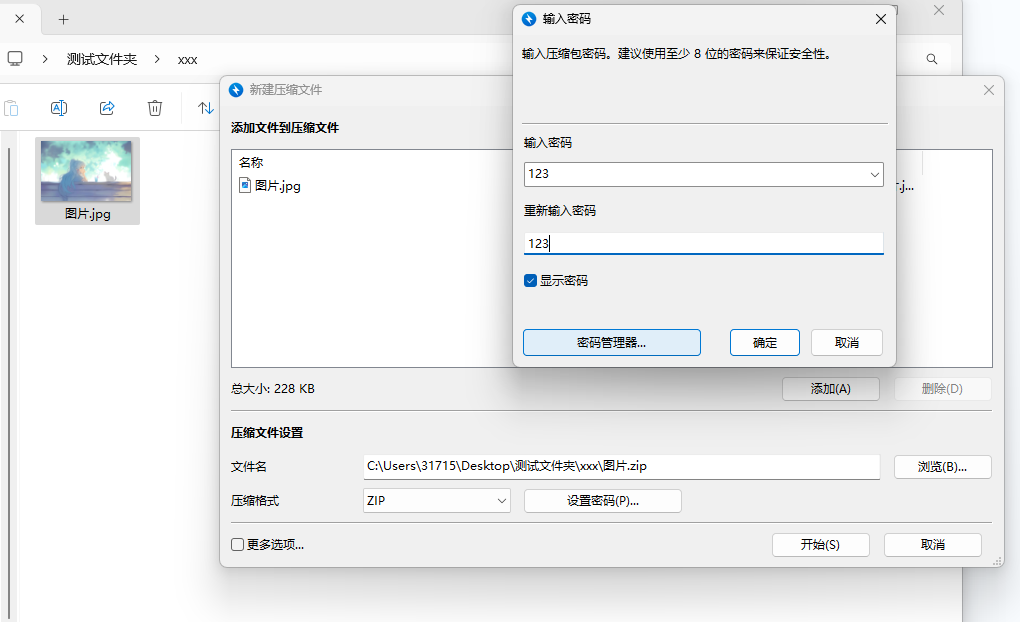 输入密码
输入压缩包密码。建议使用至少 8 位的密码来保证安全性。
测试文件夹 xxx
新建压缩文件
添加文件到压缩文件
输入密码
名称
123
图片.jpg
重新输入密码
图片.jpg
123
显示密码
密码管理器... 确定 取消
总大小: 228 KB 添加(A) 删除(D)
压缩文件设置
文件名 C:\Users\31715\Desktop\测试文件夹\xxx\图片.zip 浏览(B)...
压缩格式 ZIP 设置密码(P)...
更多选项... 开始(S) 取消